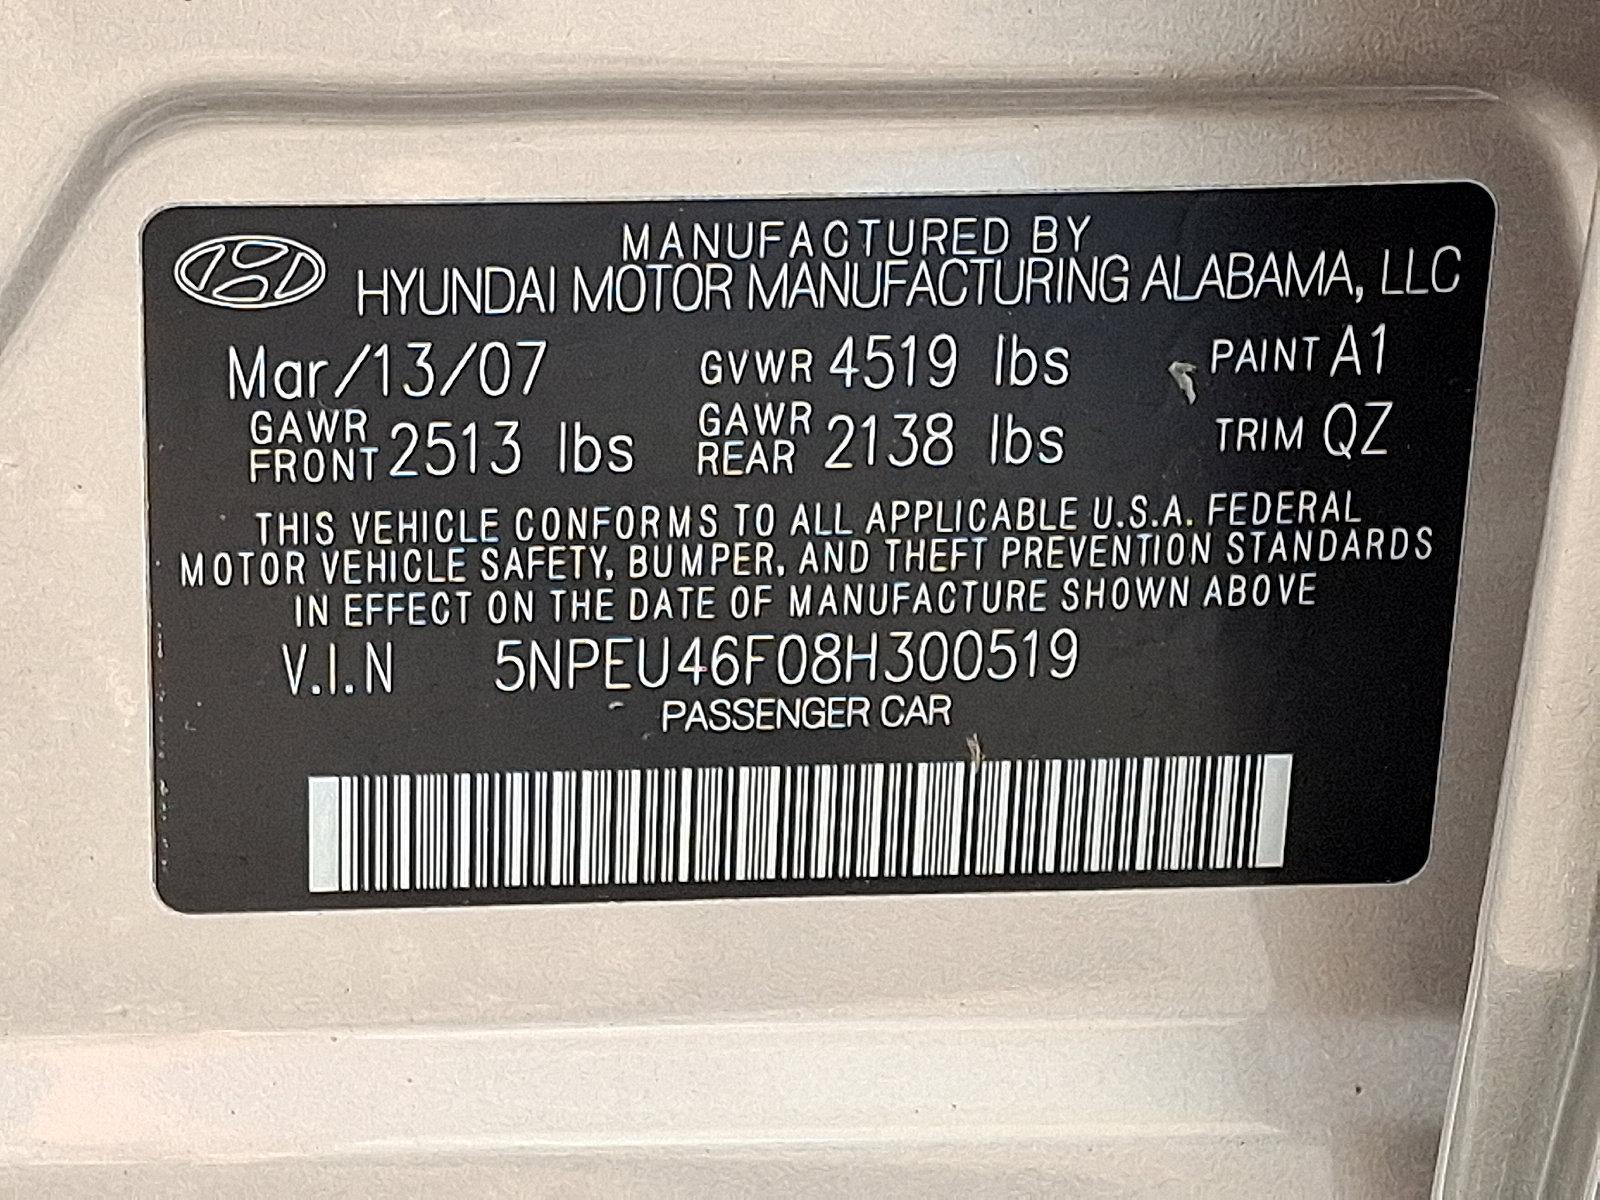 MANUFACTURED BY
HYUNDAI MOTOR MANUFACTURING ALABAMA, LLC
Mar/13/07 GVWR 4519 lbs PAINT A1
GAWR FRONT 2513 lbs GAWR REAR 2138 lbs TRIM QZ
THIS VEHICLE CONFORMS TO ALL APPLICABLE U.S.A. FEDERAL
MOTOR VEHICLE SAFETY, BUMPER, AND THEFT PREVENTION STANDARDS
IN EFFECT ON THE DATE OF MANUFACTURE SHOWN ABOVE
V.I.N 5NPEU46F08H300519
PASSENGER CAR